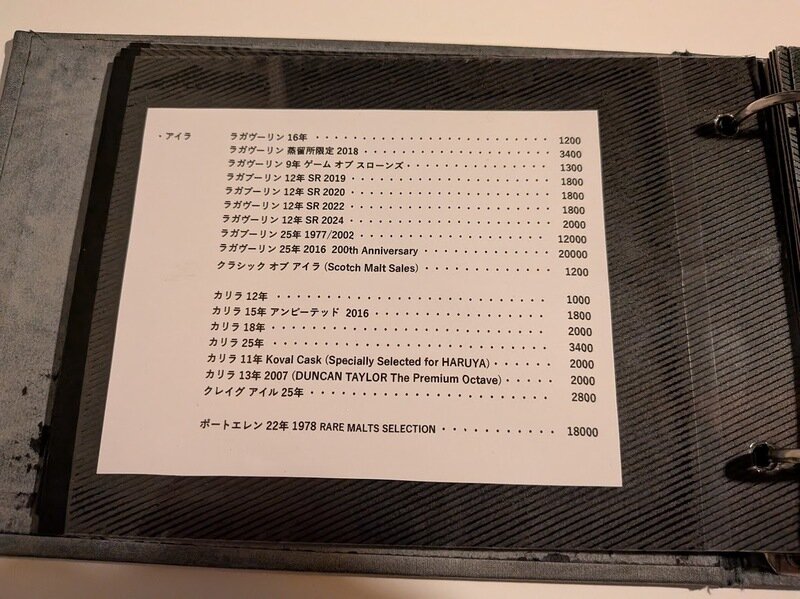 ・アイラ ラガヴーリン 16年 ・・・・・・・・・・・・・・・・・・・・ 1200
ラガヴーリン 蒸留所限定 2018 ・・・・・・・・・・・・・・・ 3400
ラガヴーリン 9年 ゲーム オブ スローンズ・・・・・・・・・・・・ 1300
ラガブーリン 12年 SR 2019 ・・・・・・・・・・・・・・・・ 1800
ラガブーリン 12年 SR 2020 ・・・・・・・・・・・・・・・・ 1800
ラガヴーリン 12年 SR 2022 ・・・・・・・・・・・・・・・・ 1800
ラガヴーリン 12年 SR 2024 ・・・・・・・・・・・・・・・・ 2000
ラガブーリン 25年 1977/2002 ・・・・・・・・・・・・・・・ 12000
ラガヴーリン 25年 2016 200th Anniversary ・・・・・・・・・・ 20000
クラシック オブ アイラ (Scotch Malt Sales) ・・・・・・・・・・ 1200
カリラ 12年 ・・・・・・・・・・・・・・・・・・・・・・ 1000
カリラ 15年 アンピーテッド 2016 ・・・・・・・・・・・・・・ 1800
カリラ 18年 ・・・・・・・・・・・・・・・・・・・・・・ 2000
カリラ 25年 ・・・・・・・・・・・・・・・・・・・・・・ 3400
カリラ 11年 Koval Cask (Specially Selected for HARUYA) ・・・・・ 2000
カリラ 13年 2007 (DUNCAN TAYLOR The Premium Octave)・・・・・ 2000
クレイグ アイル 25年 ・・・・・・・・・・・・・・・・・・・ 2800
ポートエレン 22年 1978 RARE MALTS SELECTION ・・・・・・・・・・・ 18000